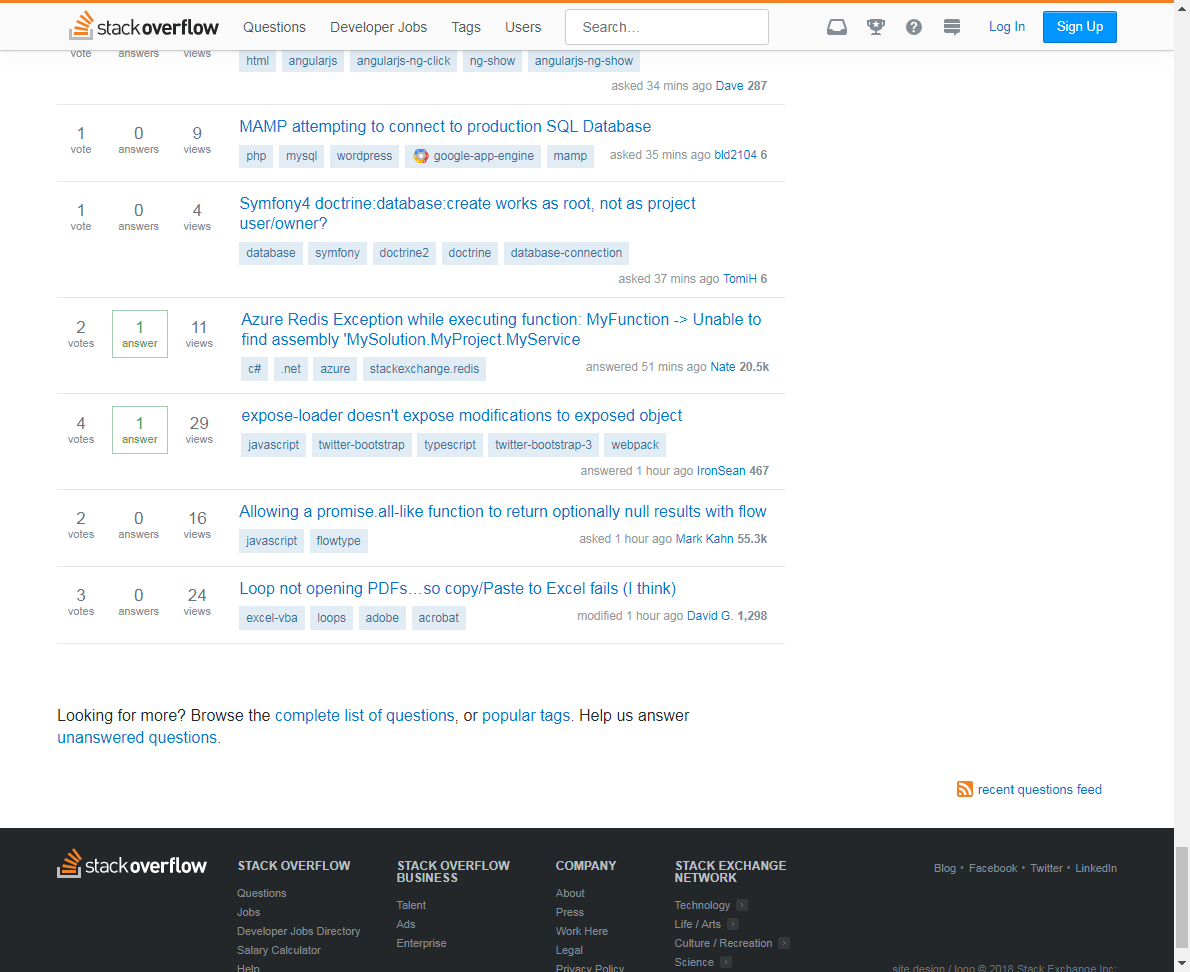 stack overflow Questions Developer Jobs Tags Users Search... Log In Sign Up
vote answers views
html angularjs angularjs-ng-click ng-show angularjs-ng-show
asked 34 mins ago Dave 287
1 vote 0 answers 9 views
MAMP attempting to connect to production SQL Database
php mysql wordpress google-app-engine mamp
asked 35 mins ago bld2104 6
1 vote 0 answers 4 views
Symfony4 doctrine:database:create works as root, not as project
user/owner?
database symfony doctrine2 doctrine database-connection
asked 37 mins ago TomiH 6
2 votes 1 answer 11 views
Azure Redis Exception while executing function: MyFunction -> Unable to
find assembly 'MySolution.MyProject.MyService
c# .net azure stackexchange.redis
answered 51 mins ago Nate 20.5k
4 votes 1 answer 29 views
expose-loader doesn't expose modifications to exposed object
javascript twitter-bootstrap typescript twitter-bootstrap-3 webpack
answered 1 hour ago IronSean 467
2 votes 0 answers 16 views
Allowing a promise.all-like function to return optionally null results with flow
javascript flowtype
asked 1 hour ago Mark Kahn 55.3k
3 votes 0 answers 24 views
Loop not opening PDFs...so copy/Paste to Excel fails (I think)
excel-vba loops adobe acrobat
modified 1 hour ago David G. 1,298
Looking for more? Browse the complete list of questions, or popular tags. Help us answer
unanswered questions.
recent questions feed
stack overflow
STACK OVERFLOW
Questions
Jobs
Developer Jobs Directory
Salary Calculator
Help
STACK OVERFLOW
BUSINESS
Talent
Ads
Enterprise
COMPANY
About
Press
Work Here
Legal
Privacy Policy
STACK EXCHANGE
NETWORK
Technology
Life / Arts
Culture / Recreation
Science
Blog • Facebook • Twitter • LinkedIn
site design / logo © 2018 Stack Exchange Inc;